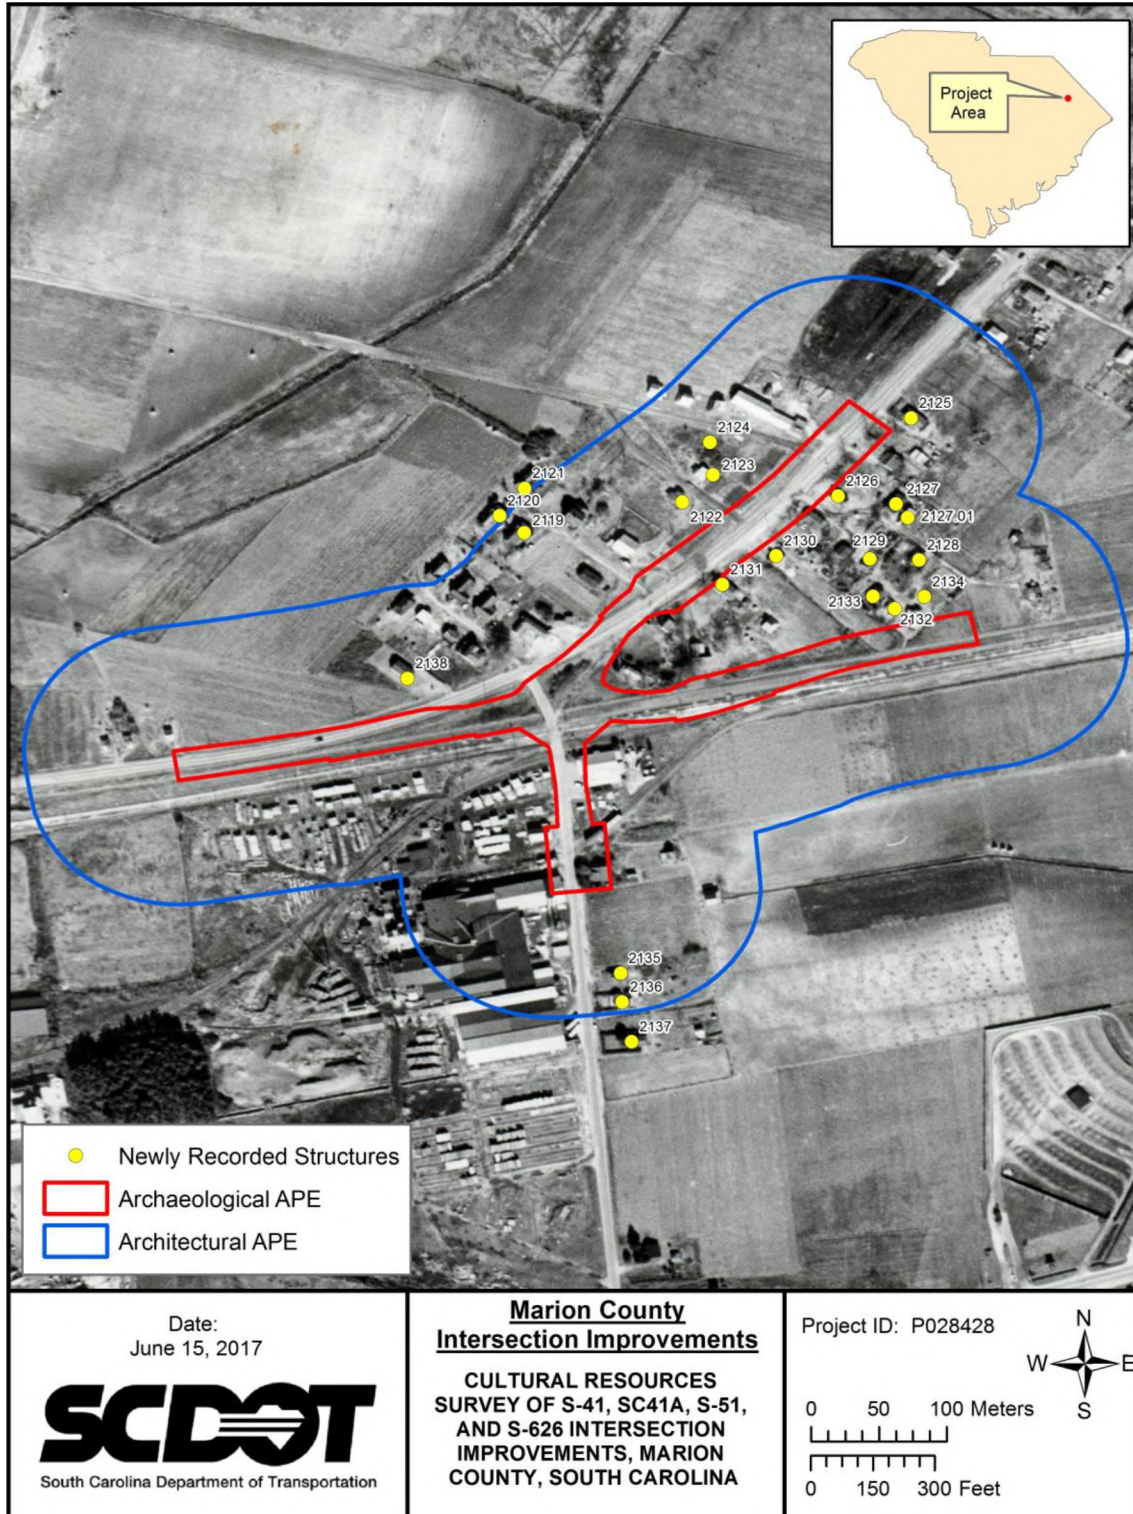 Project
Area
2125
2124
2123
2121
2126
2127
2120
2122
2127.01
2119
2130
2129
2128
2131
2133
2134
2132
2138
2135
2136
2137
Newly Recorded Structures
Archaeological APE
Architectural APE
Date:
June 15, 2017
SCDOT
South Carolina Department of Transportation
Marion County
Intersection Improvements
CULTURAL RESOURCES
SURVEY OF S-41, SC41A, S-51,
AND S-626 INTERSECTION
IMPROVEMENTS, MARION
COUNTY, SOUTH CAROLINA
Project ID: P028428
N
W E
S
0 50 100 Meters
0 150 300 Feet